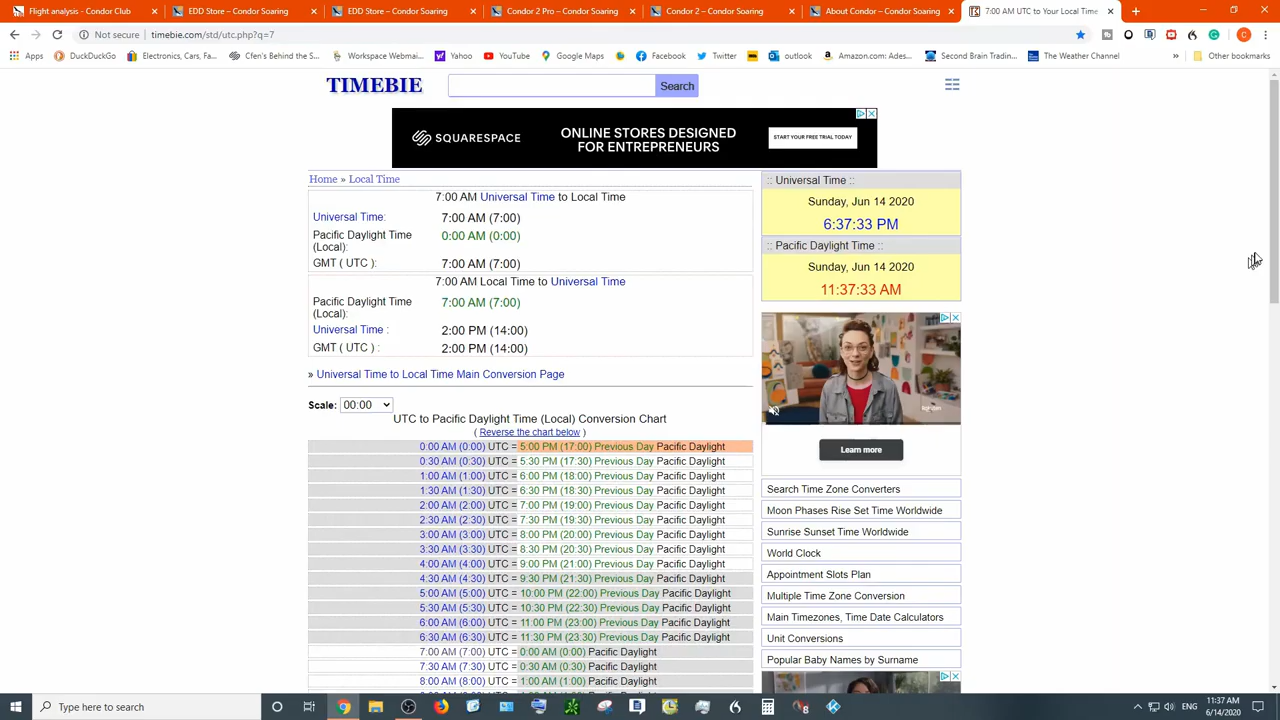 Flight analysis – Condor Club
EDD Store – Condor Soaring
EDD Store – Condor Soaring
Condor 2 Pro – Condor Soaring
Condor 2 – Condor Soaring
About Condor – Condor Soaring
7:00 AM UTC to Your Local Time
Not secure | timebie.com/std/utc.php?q=7
Apps
DuckDuckGo
Electronics, Cars, Fa...
Cfen's Behind the S...
Workspace Webmai...
Yahoo
YouTube
Google Maps
Facebook
Twitter
outlook
Amazon.com: Ades...
Second Brain Tradin...
The Weather Channel
»
Other bookmarks
TIMEBIE
Search
SQUARESPACE
ONLINE STORES DESIGNED
FOR ENTREPRENEURS
START YOUR FREE TRIAL TODAY
Home » Local Time
7:00 AM Universal Time to Local Time
Universal Time: 7:00 AM (7:00)
Pacific Daylight Time
(Local): 0:00 AM (0:00)
GMT ( UTC ): 7:00 AM (7:00)
7:00 AM Local Time to Universal Time
Pacific Daylight Time
(Local): 7:00 AM (7:00)
Universal Time : 2:00 PM (14:00)
GMT ( UTC ) : 2:00 PM (14:00)
» Universal Time to Local Time Main Conversion Page
Scale: 00:00
UTC to Pacific Daylight Time (Local) Conversion Chart
( Reverse the chart below )
0:00 AM (0:00) UTC = 5:00 PM (17:00) Previous Day Pacific Daylight
0:30 AM (0:30) UTC = 5:30 PM (17:30) Previous Day Pacific Daylight
1:00 AM (1:00) UTC = 6:00 PM (18:00) Previous Day Pacific Daylight
1:30 AM (1:30) UTC = 6:30 PM (18:30) Previous Day Pacific Daylight
2:00 AM (2:00) UTC = 7:00 PM (19:00) Previous Day Pacific Daylight
2:30 AM (2:30) UTC = 7:30 PM (19:30) Previous Day Pacific Daylight
3:00 AM (3:00) UTC = 8:00 PM (20:00) Previous Day Pacific Daylight
3:30 AM (3:30) UTC = 8:30 PM (20:30) Previous Day Pacific Daylight
4:00 AM (4:00) UTC = 9:00 PM (21:00) Previous Day Pacific Daylight
4:30 AM (4:30) UTC = 9:30 PM (21:30) Previous Day Pacific Daylight
5:00 AM (5:00) UTC = 10:00 PM (22:00) Previous Day Pacific Daylight
5:30 AM (5:30) UTC = 10:30 PM (22:30) Previous Day Pacific Daylight
6:00 AM (6:00) UTC = 11:00 PM (23:00) Previous Day Pacific Daylight
6:30 AM (6:30) UTC = 11:30 PM (23:30) Previous Day Pacific Daylight
7:00 AM (7:00) UTC = 0:00 AM (0:00) Pacific Daylight
7:30 AM (7:30) UTC = 0:30 AM (0:30) Pacific Daylight
8:00 AM (8:00) UTC = 1:00 AM (1:00) Pacific Daylight
:: Universal Time ::
Sunday, Jun 14 2020
6:37:33 PM
:: Pacific Daylight Time ::
Sunday, Jun 14 2020
11:37:33 AM
Learn more
Search Time Zone Converters
Moon Phases Rise Set Time Worldwide
Sunrise Sunset Time Worldwide
World Clock
Appointment Slots Plan
Multiple Time Zone Conversion
Main Timezones, Time Date Calculators
Unit Conversions
Popular Baby Names by Surname
Type here to search
ENG
11:37 AM
6/14/2020